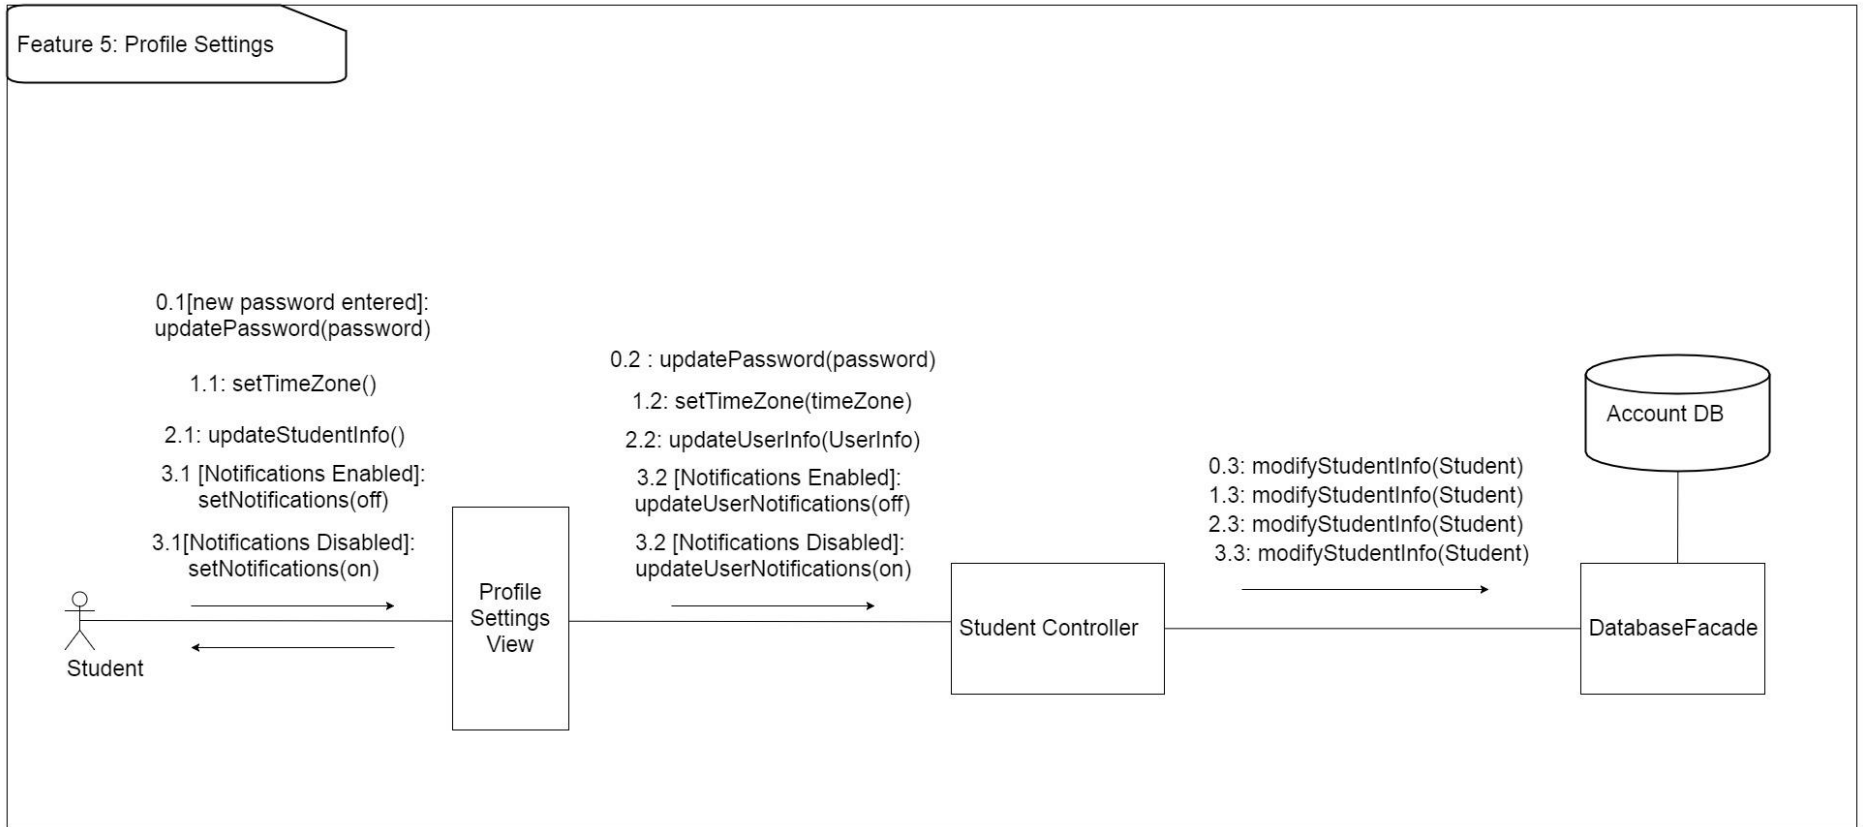 Feature 5: Profile Settings
0.1[new password entered]:
updatePassword(password)
1.1: setTimeZone()
2.1: updateStudentInfo()
3.1 [Notifications Enabled]:
setNotifications(off)
3.1[Notifications Disabled]:
setNotifications(on)
Student
Profile
Settings
View
0.2 : updatePassword(password)
1.2: setTimeZone(timeZone)
2.2: updateUserInfo(UserInfo)
3.2 [Notifications Enabled]:
updateUserNotifications(off)
3.2 [Notifications Disabled]:
updateUserNotifications(on)
Student Controller
0.3: modifyStudentInfo(Student)
1.3: modifyStudentInfo(Student)
2.3: modifyStudentInfo(Student)
3.3: modifyStudentInfo(Student)
Account DB
DatabaseFacade